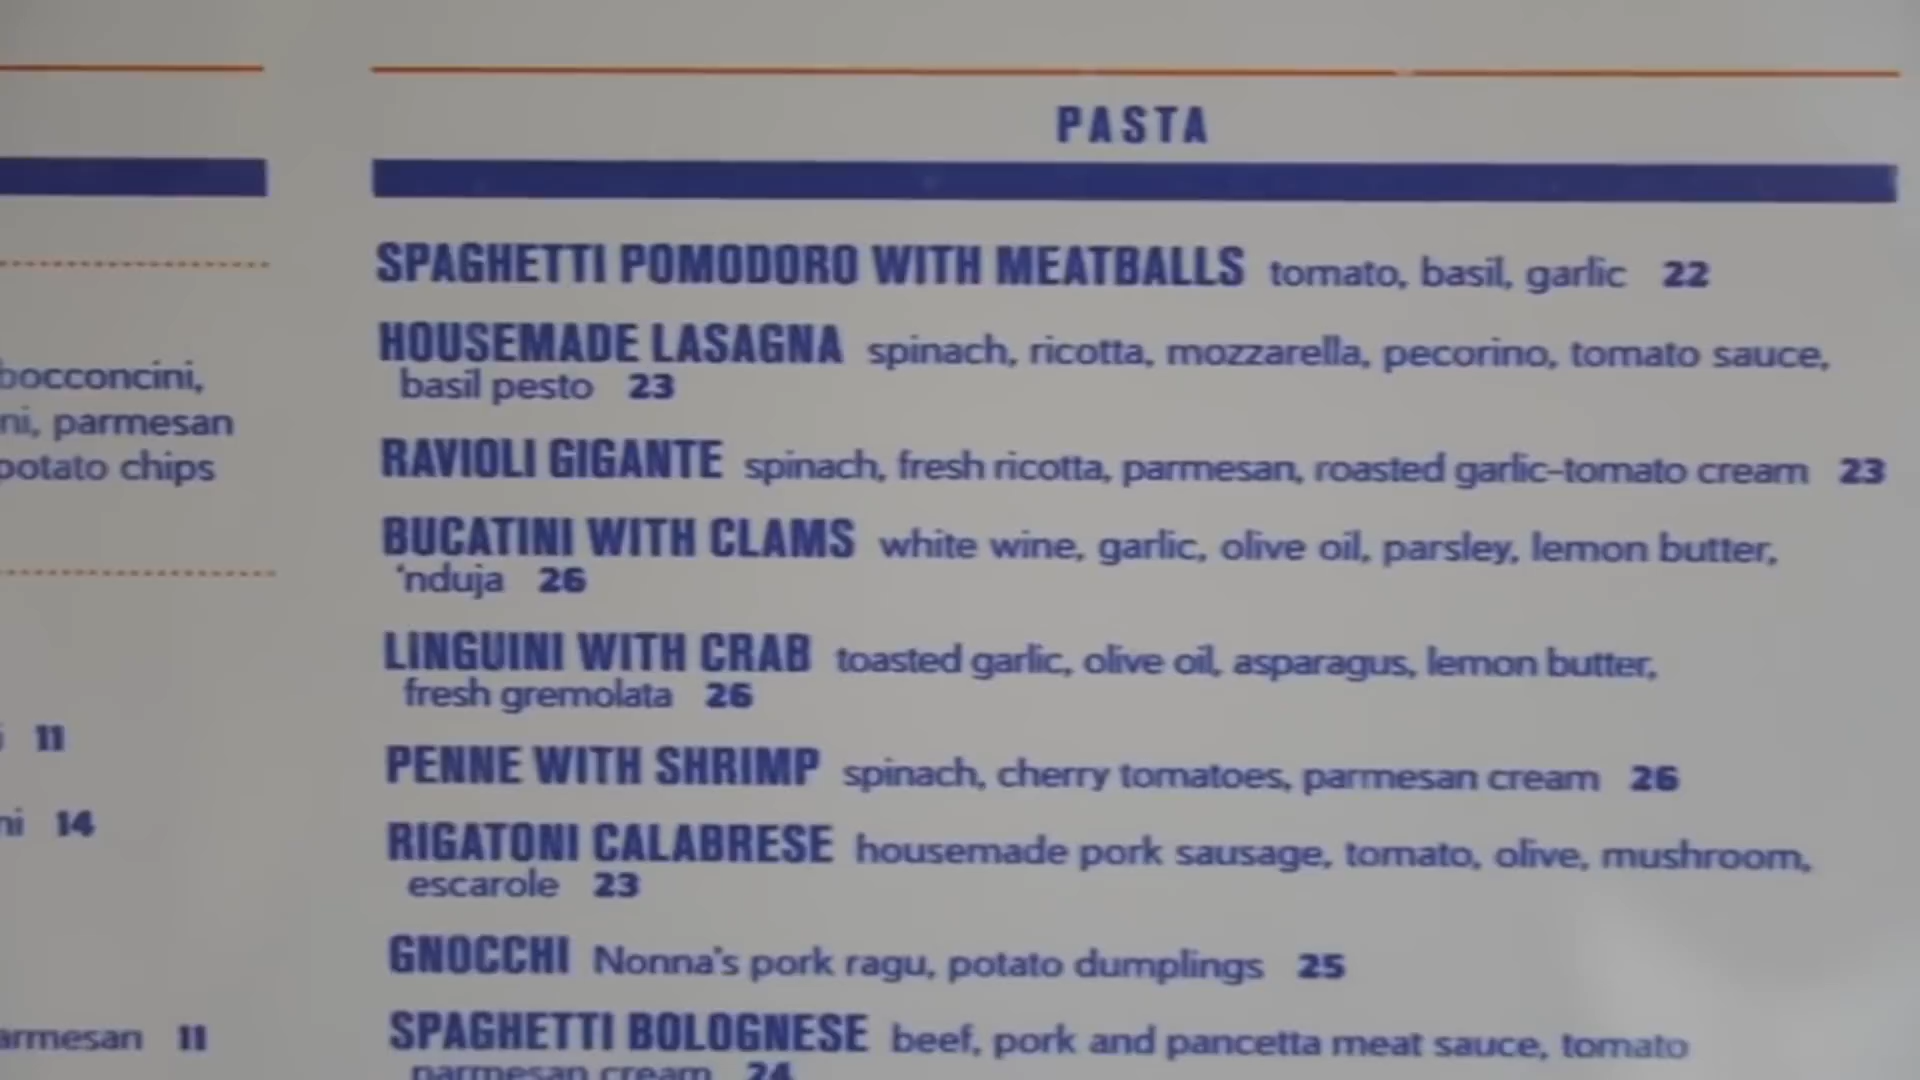 bocconcini,
parmesan
potato chips
11
14
armesan 11
PASTA
SPAGHETTI POMODORO WITH MEATBALLS tomato, basil, garlic 22
HOUSEMADE LASAGNA spinach, ricotta, mozzarella, pecorino, tomato sauce,
basil pesto 23
RAVIOLI GIGANTE spinach, fresh ricotta, parmesan, roasted garlic-tomato cream 23
BUCATINI WITH CLAMS white wine, garlic, olive oil, parsley, lemon butter,
'nduja 26
LINGUINI WITH CRAB toasted garlic, olive oil, asparagus, lemon butter,
fresh gremolata 26
PENNE WITH SHRIMP spinach, cherry tomatoes, parmesan cream 26
RIGATONI CALABRESE housemade pork sausage, tomato, olive, mushroom,
escarole 23
GNOCCHI Nonna's pork ragu, potato dumplings 25
SPAGHETTI BOLOGNESE beef, pork and pancetta meat sauce, tomato
parmesan cream 24